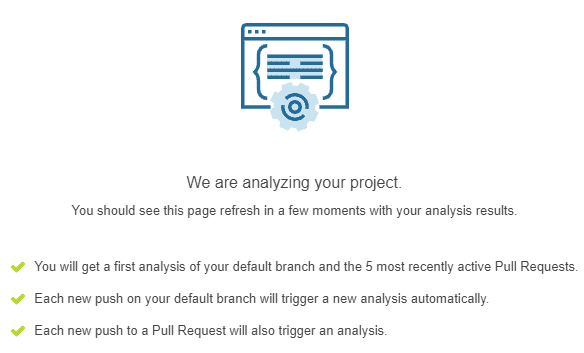 We are analyzing your project.
You should see this page refresh in a few moments with your analysis results.
You will get a first analysis of your default branch and the 5 most recently active Pull Requests.
Each new push on your default branch will trigger a new analysis automatically.
Each new push to a Pull Request will also trigger an analysis.